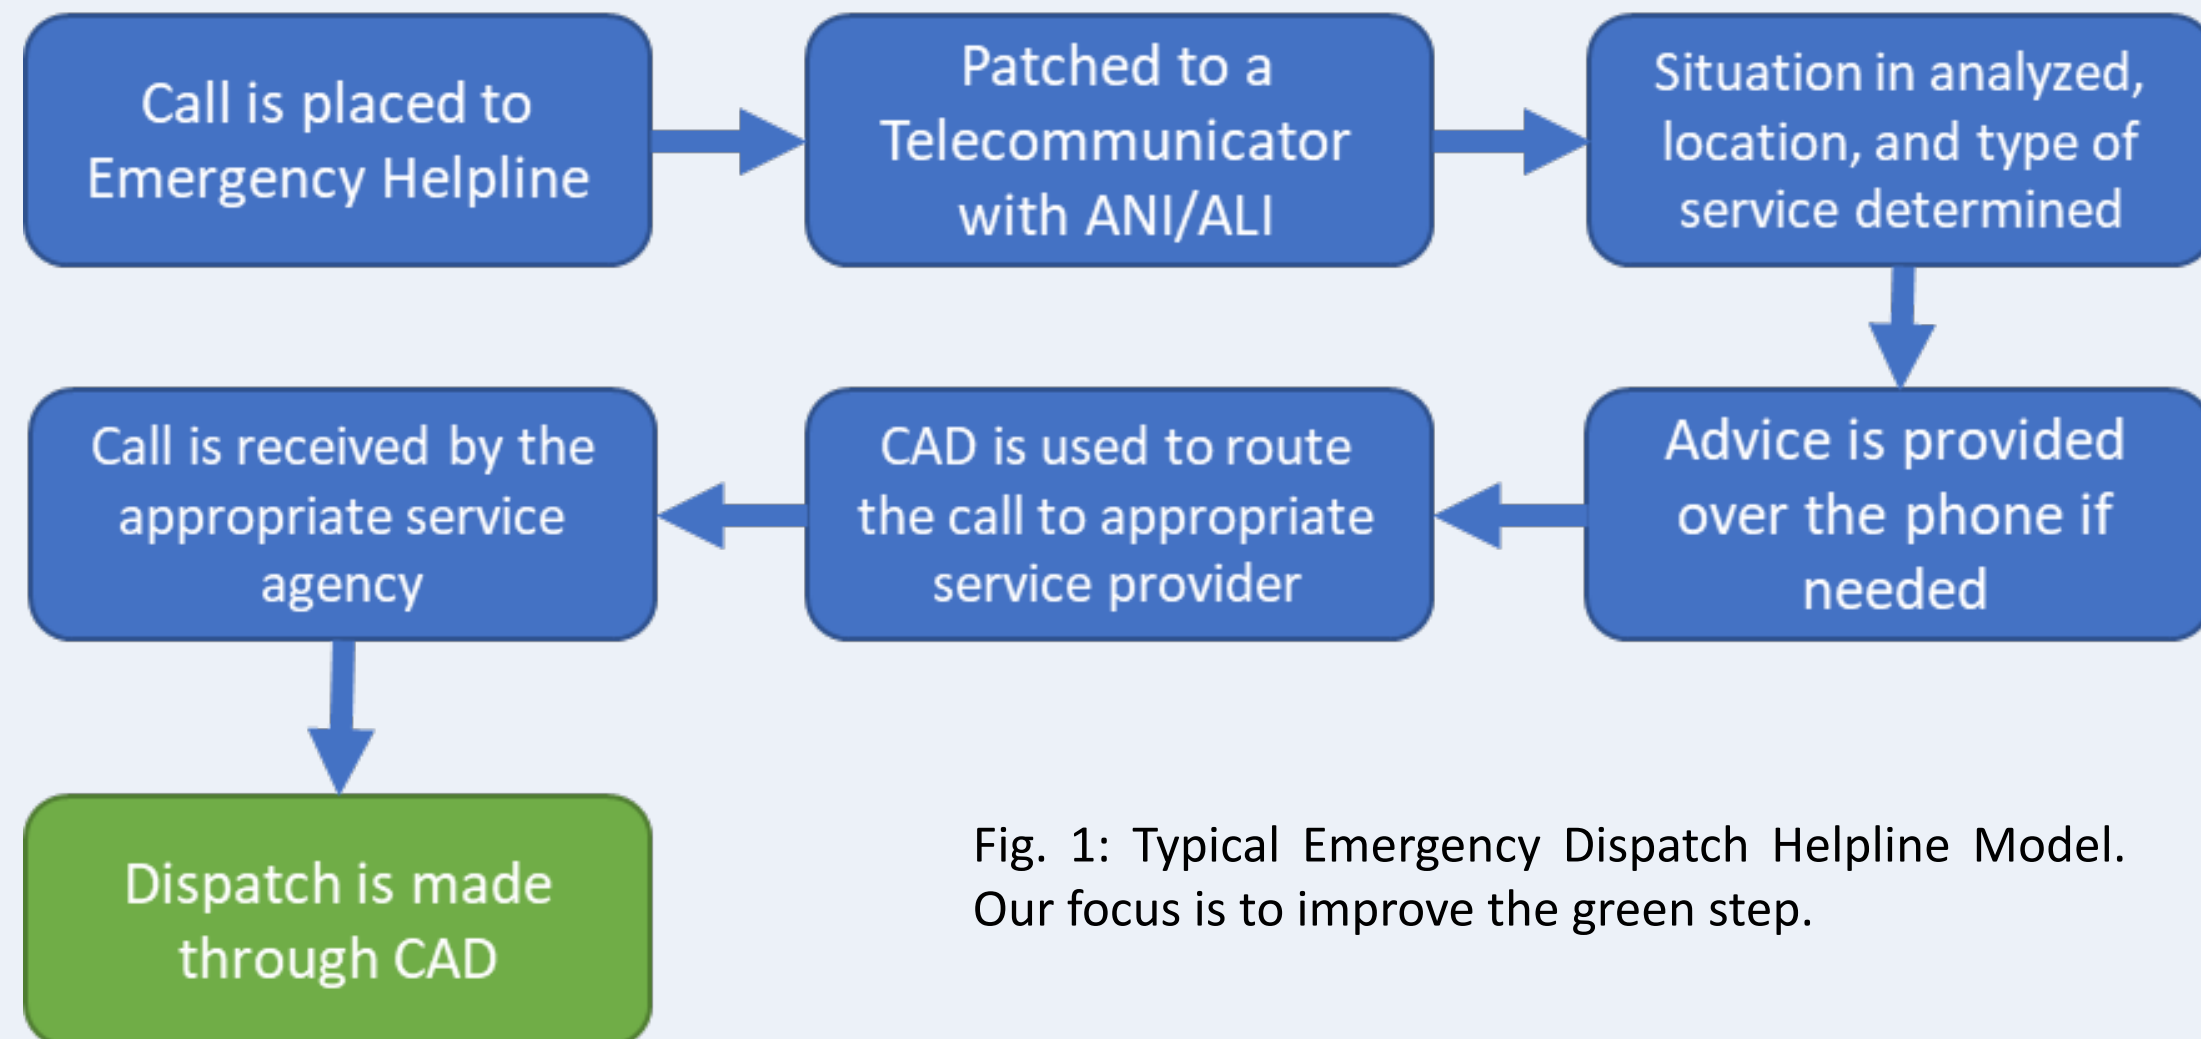 Call is placed to
Emergency Helpline
Patched to a
Telecommunicator
with ANI/ALI
Situation in analyzed,
location, and type of
service determined
Advice is provided
over the phone if
needed
CAD is used to route
the call to appropriate
service provider
Call is received by the
appropriate service
agency
Dispatch is made
through CAD
Fig. 1: Typical Emergency Dispatch Helpline Model.
Our focus is to improve the green step.